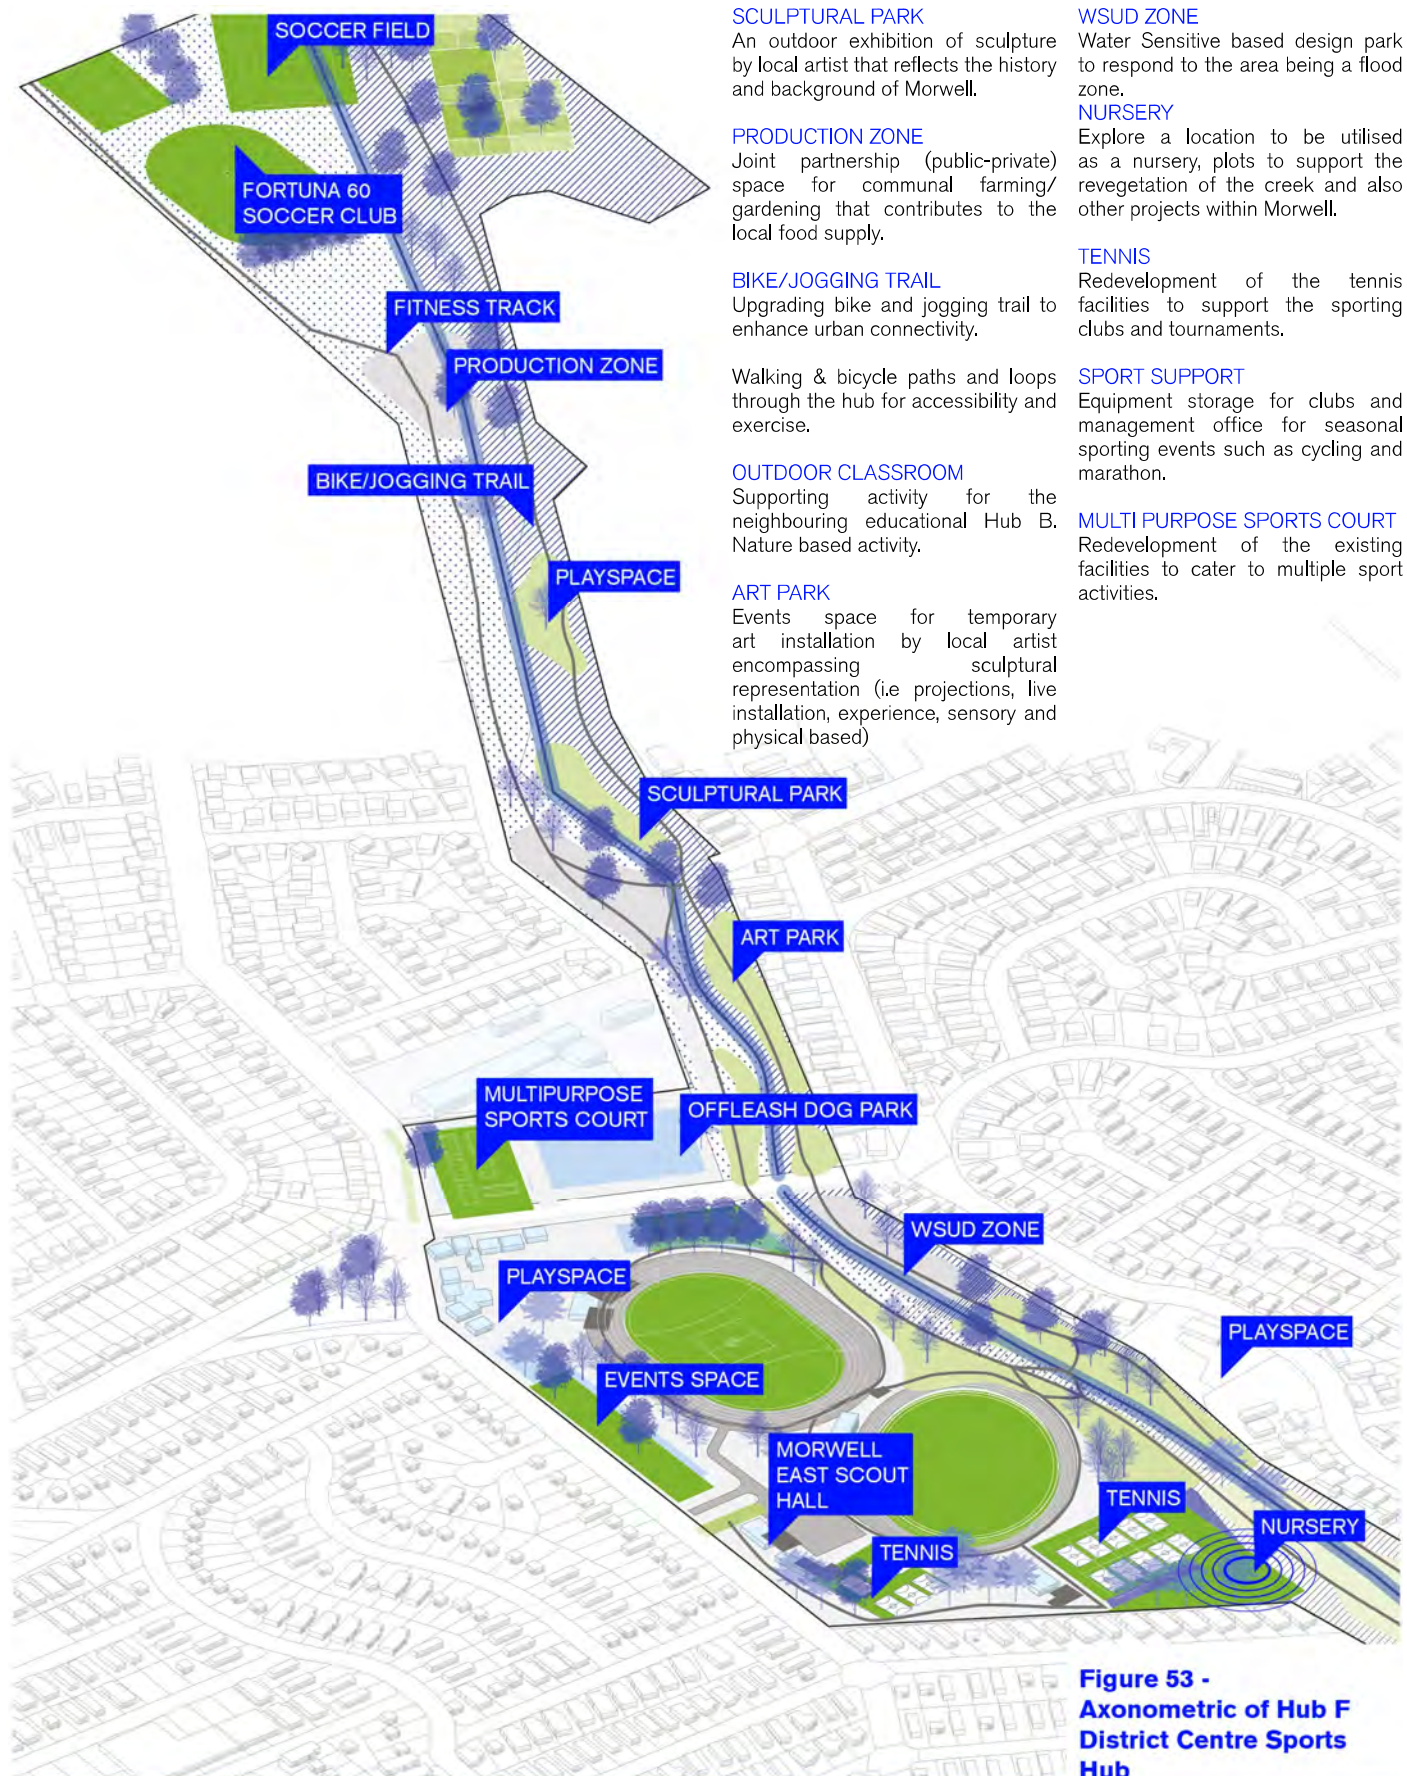 SCULPTURAL PARK
An outdoor exhibition of sculpture
by local artist that reflects the history
and background of Morwell.
PRODUCTION ZONE
Joint partnership (public-private)
space for communal farming/
gardening that contributes to the
local food supply.
BIKE/JOGGING TRAIL
Upgrading bike and jogging trail to
enhance urban connectivity.
Walking & bicycle paths and loops
through the hub for accessibility and
exercise.
OUTDOOR CLASSROOM
Supporting activity for the
neighbouring educational Hub B.
Nature based activity.
ART PARK
Events space for temporary
art installation by local artist
encompassing sculptural
representation (i.e projections, live
installation, experience, sensory and
physical based)
WSUD ZONE
Water Sensitive based design park
to respond to the area being a flood
zone.
NURSERY
Explore a location to be utilised
as a nursery, plots to support the
revegetation of the creek and also
other projects within Morwell.
TENNIS
Redevelopment of the tennis
facilities to support the sporting
clubs and tournaments.
SPORT SUPPORT
Equipment storage for clubs and
management office for seasonal
sporting events such as cycling and
marathon.
MULTI PURPOSE SPORTS COURT
Redevelopment of the existing
facilities to cater to multiple sport
activities.
SOCCER FIELD
FORTUNA 60
SOCCER CLUB
FITNESS TRACK
PRODUCTION ZONE
BIKE/JOGGING TRAIL
PLAYSPACE
SCULPTURAL PARK
ART PARK
MULTIPURPOSE
SPORTS COURT
OFFLEASH DOG PARK
WSUD ZONE
PLAYSPACE
PLAYSPACE
EVENTS SPACE
MORWELL
EAST SCOUT
HALL
TENNIS
NURSERY
TENNIS
Figure 53 -
Axonometric of Hub F
District Centre Sports
Hub